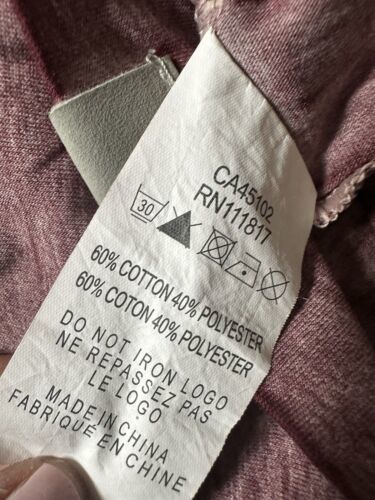 CA45102
RN111817
30
60% COTTON 40% POLYESTER
60% COTON 40% POLYESTER
DO NOT IRON LOGO
NE REPASSEZ PAS
LE LOGO
MADE IN CHINA
FABRIQUÉ EN CHINE